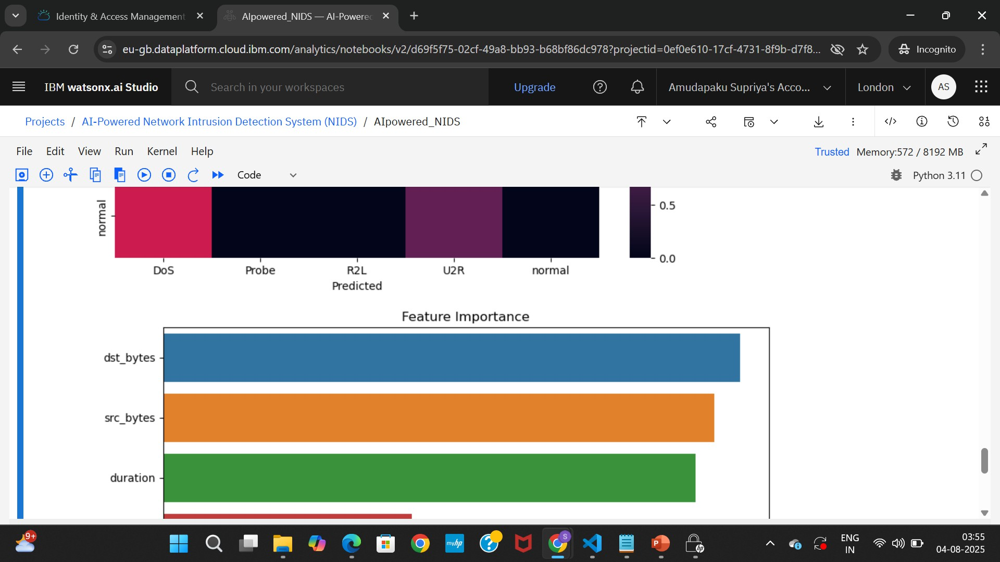 Identity & Access Management
AIpowered_NIDS — AI-Powerec
eu-gb.dataplatform.cloud.ibm.com/analytics/notebooks/v2/d69f5f75-02cf-49a8-bb93-b68bf86dc978?projectid=0ef0e610-17cf-4731-8f9b-d7f8...
Incognito
IBM watsonx.ai Studio
Search in your workspaces
Upgrade
Amudapaku Supriya's Acco...
London
AS
Projects / AI-Powered Network Intrusion Detection System (NIDS) / AIpowered_NIDS
File Edit View Run Kernel Help
Trusted Memory:572 / 8192 MB
Code
Python 3.11
normal
0.5
0.0
DoS Probe R2L U2R normal
Predicted
Feature Importance
dst_bytes
src_bytes
duration
9+
myhp
S
P
hp
ENG
IN
03:55
04-08-2025